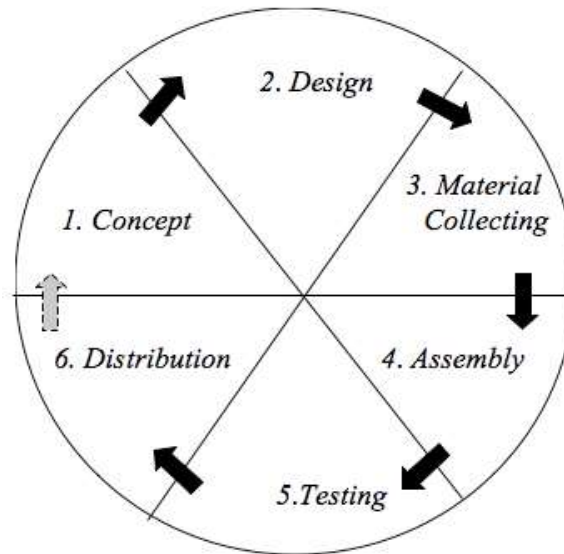 1. Concept
2. Design
3. Material
Collecting
4. Assembly
5.Testing
6. Distribution